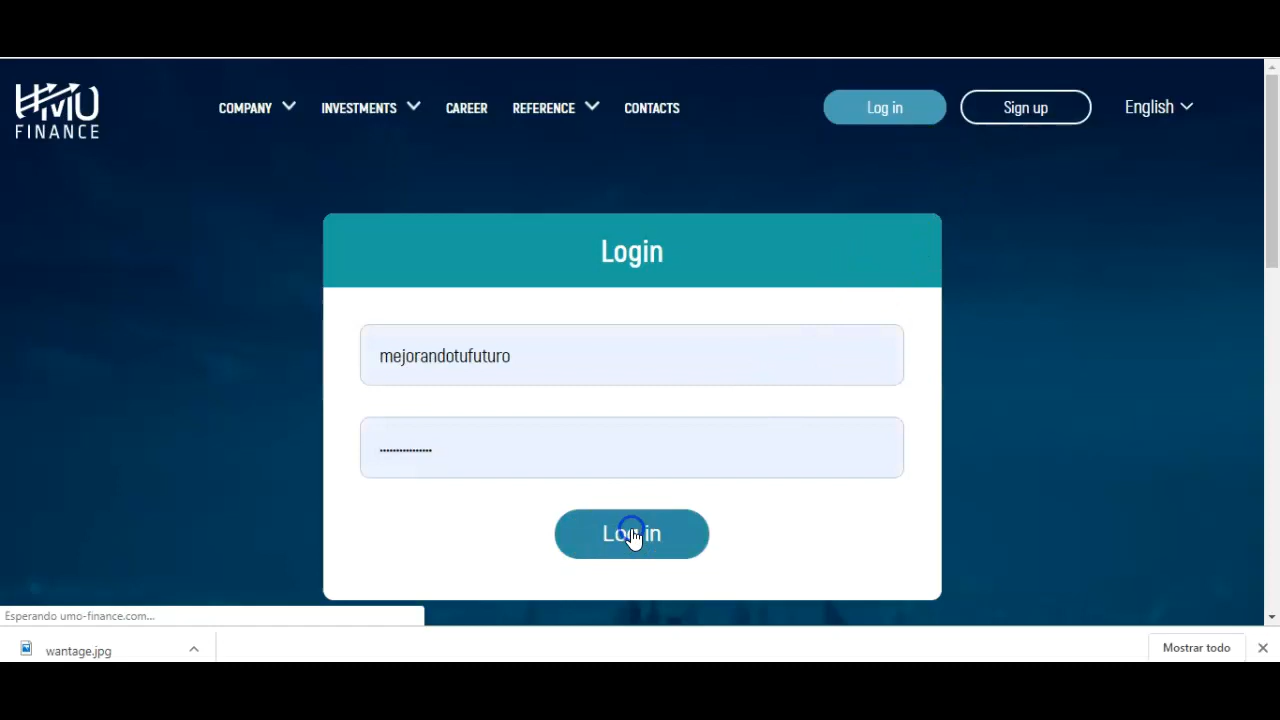 UMO
FINANCE
COMPANY
INVESTMENTS
CAREER
REFERENCE
CONTACTS
Log in
Sign up
English
Login
mejorandotufuturo
................
Log in
Esperando umo-finance.com...
wantage.jpg
Mostrar todo